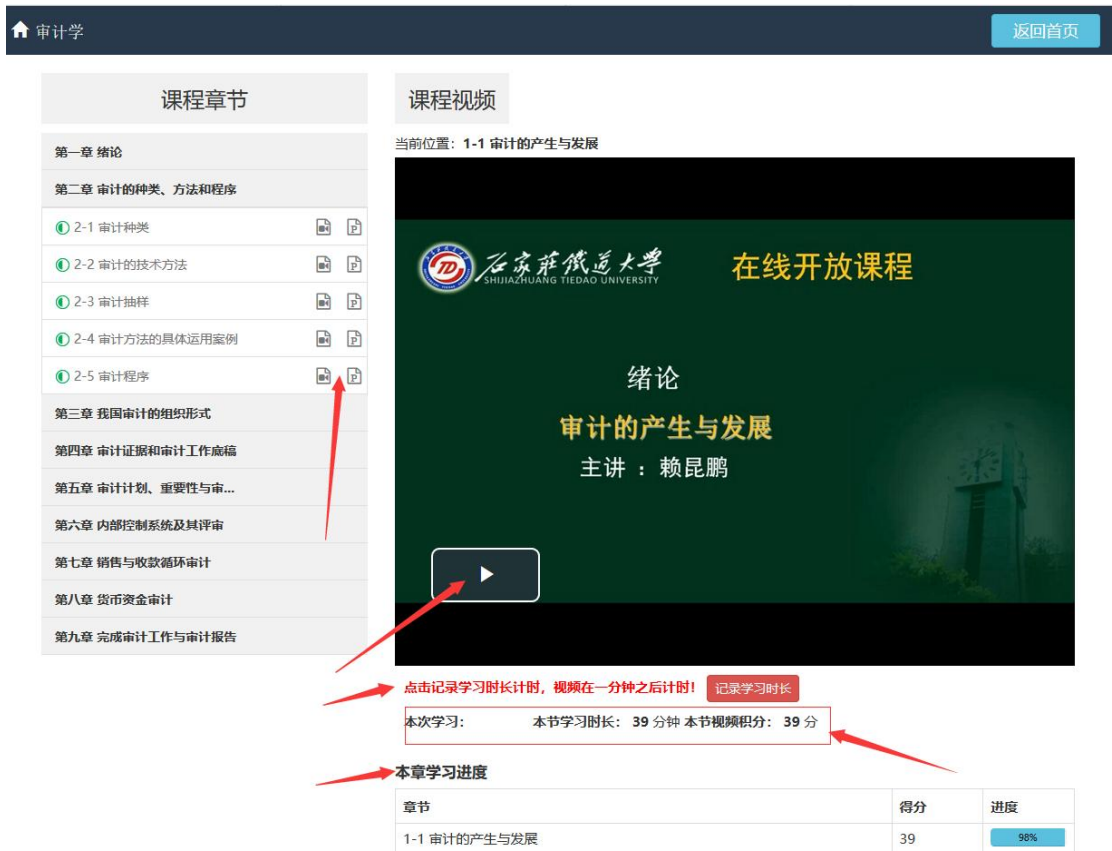 审计学
返回首页
课程章节
第一章 绪论
第二章 审计的种类、方法和程序
2-1 审计种类
2-2 审计的技术方法
2-3 审计抽样
2-4 审计方法的具体运用案例
2-5 审计程序
第三章 我国审计的组织形式
第四章 审计证据和审计工作底稿
第五章 审计计划、重要性与审...
第六章 内部控制系统及其评审
第七章 销售与收款循环审计
第八章 货币资金审计
第九章 完成审计工作与审计报告
课程视频
当前位置：1-1 审计的产生与发展
石家莊鐵道大學
SHIJIAZHUANG TIEDAO UNIVERSITY
在线开放课程
绪论
审计的产生与发展
主讲 ：赖昆鹏
点击记录学习时长计时，视频在一分钟之后计时！ 记录学习时长
本次学习： 本节学习时长： 39 分钟 本节视频积分： 39 分
本章学习进度
章节 得分 进度
1-1 审计的产生与发展 39 98%